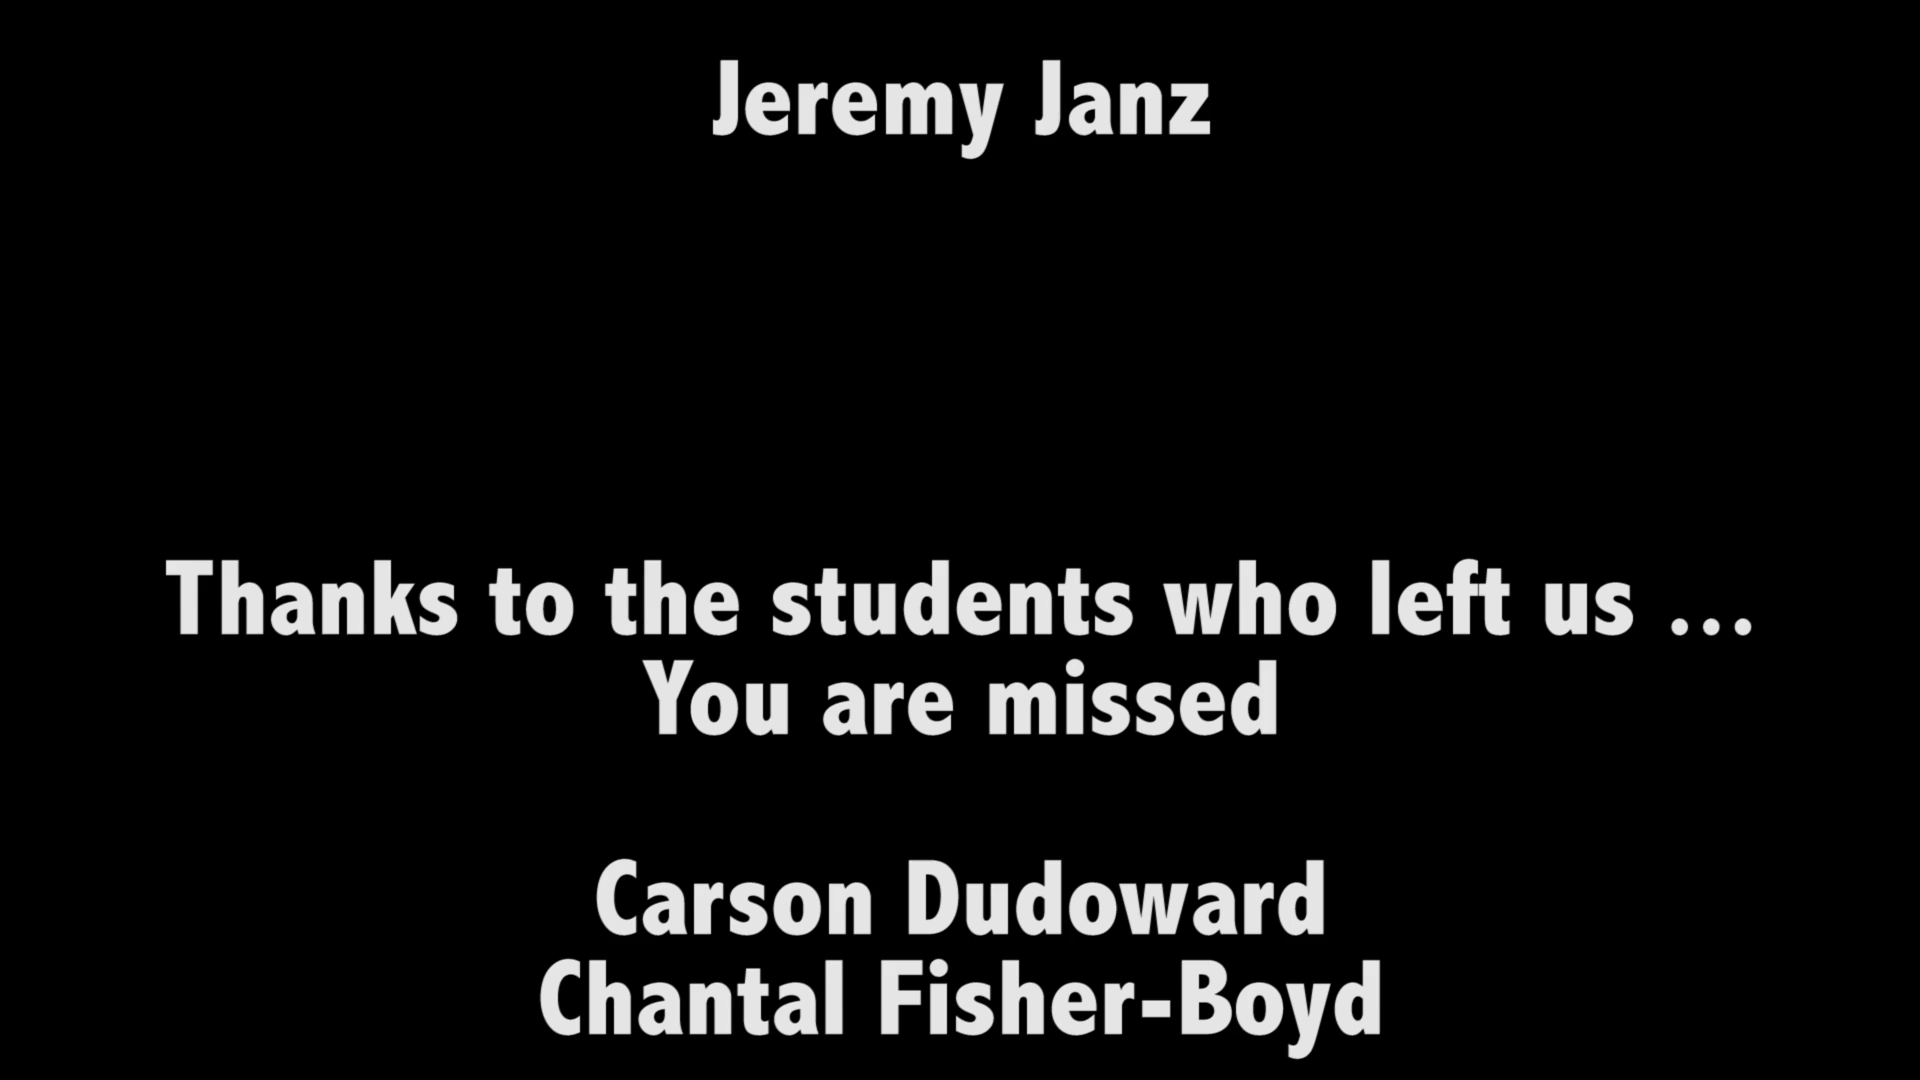 Jeremy Janz
Thanks to the students who left us ...
You are missed
Carson Dudoward
Chantal Fisher-Boyd